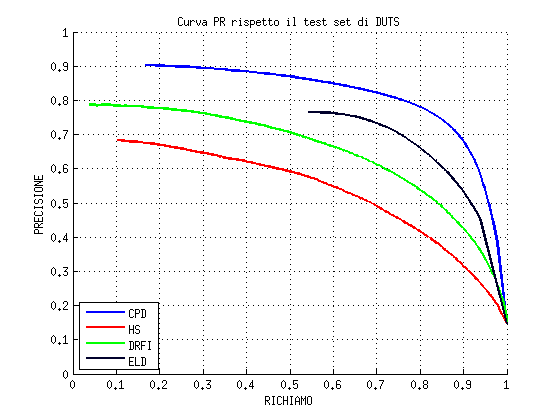 Curva PR rispetto il test set di DUTS
1
0.9
0.8
0.7
0.6
0.5
0.4
0.3
0.2
0.1
0
PRECISIONE
CPD
HS
DRFI
ELD
0 0.1 0.2 0.3 0.4 0.5 0.6 0.7 0.8 0.9 1
RICHIAMO